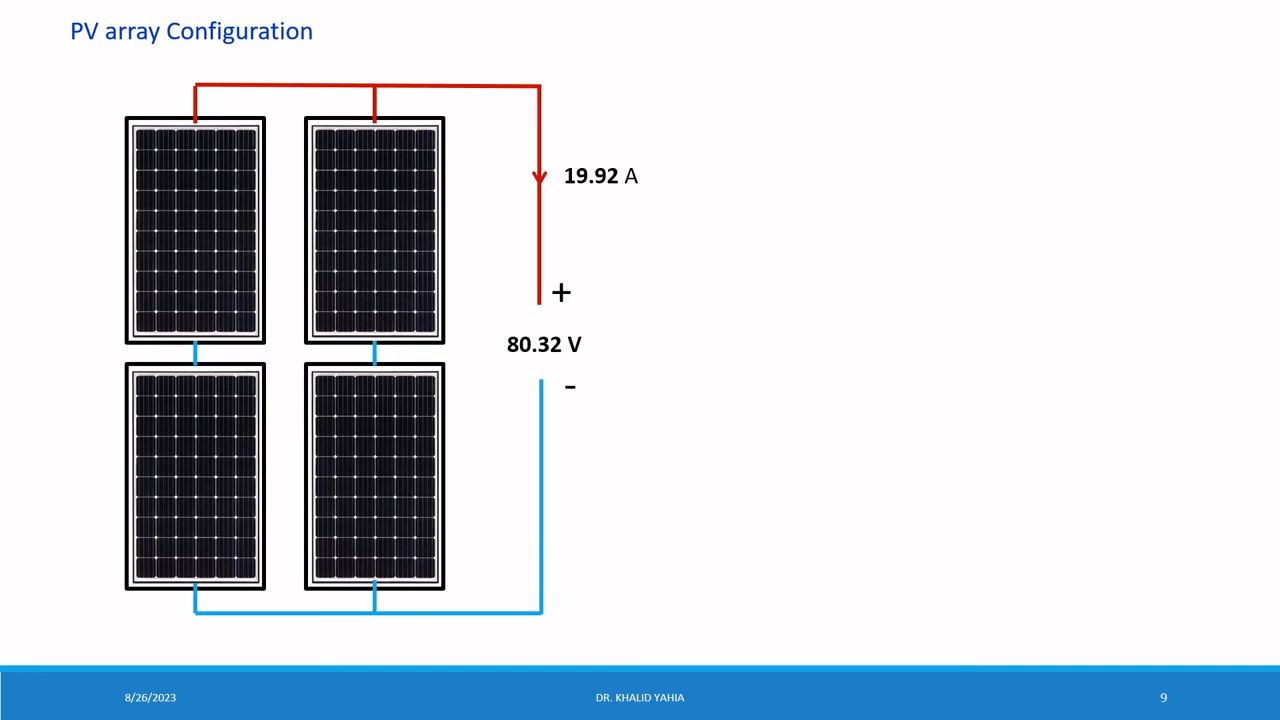 PV array Configuration
19.92 A
+
80.32 V
-
8/26/2023
DR. KHALID YAHIA
9